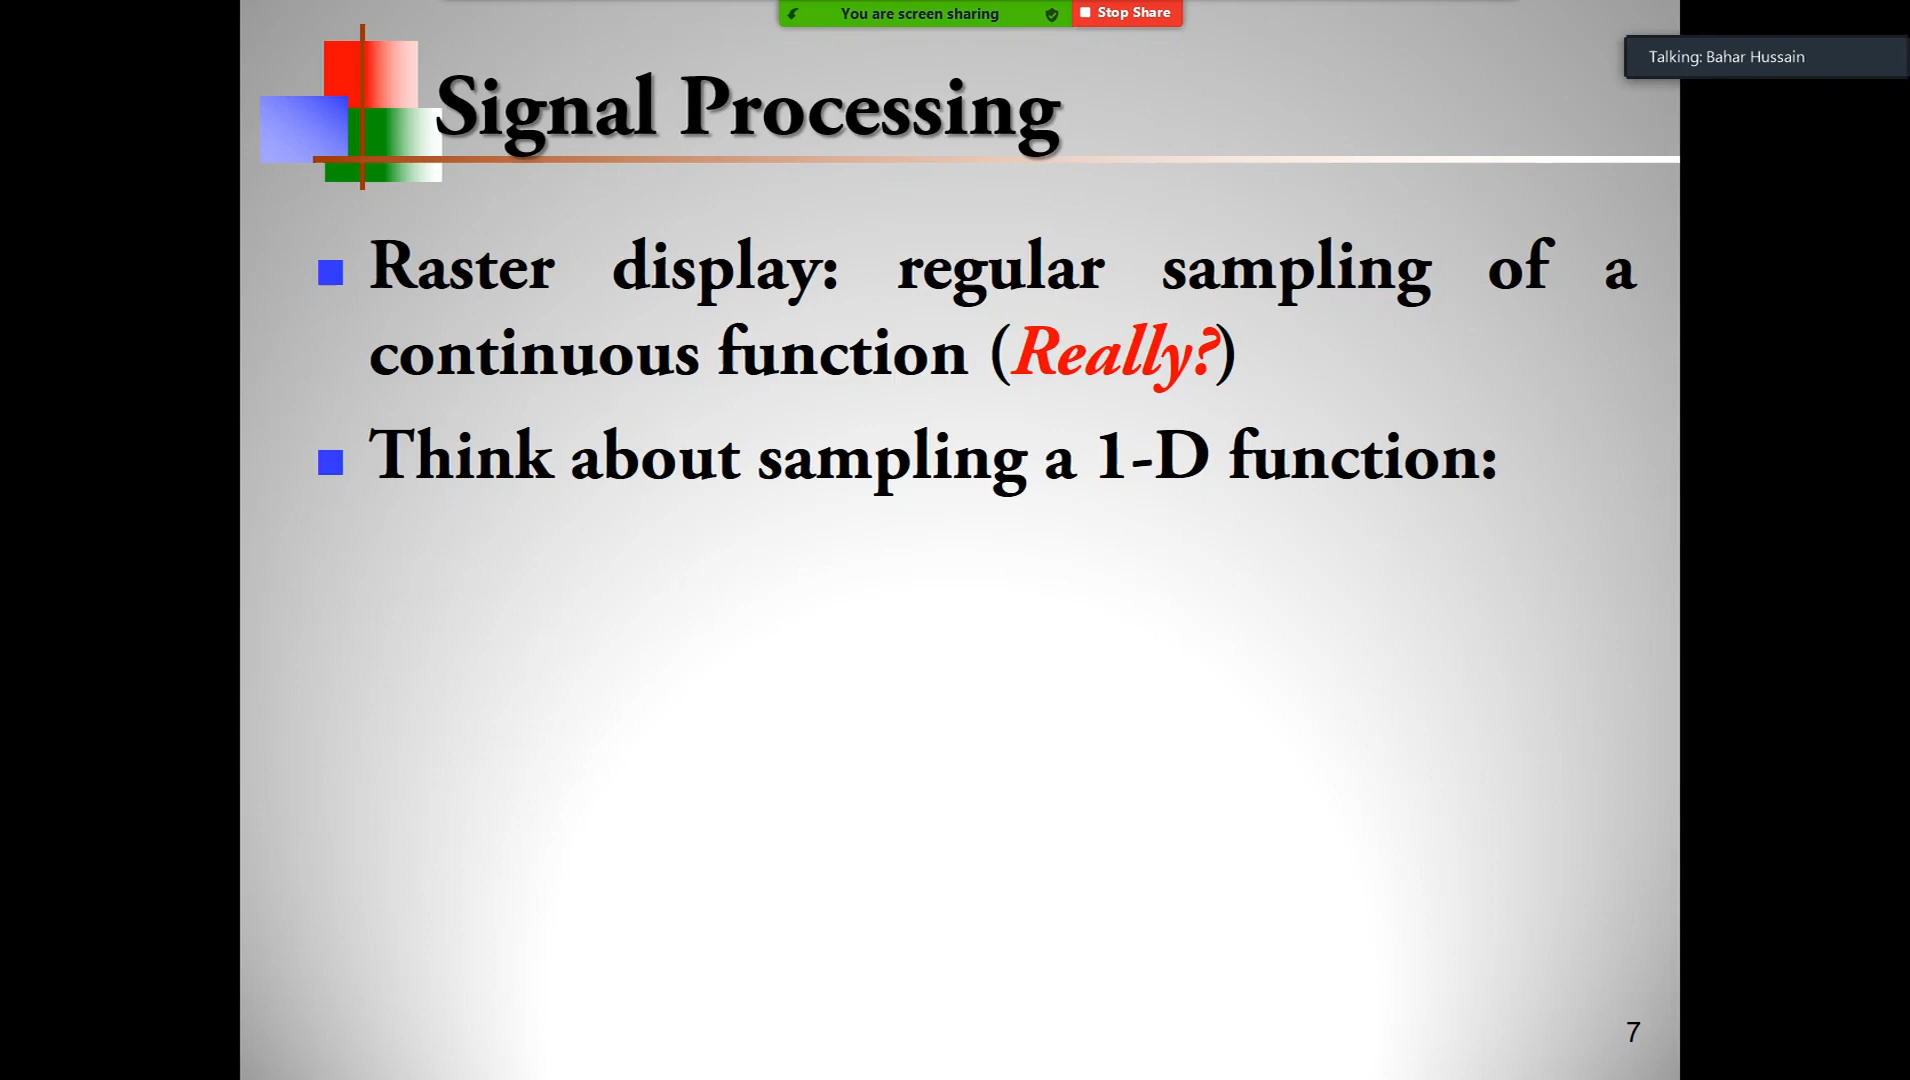 You are screen sharing
Stop Share
Talking: Bahar Hussain
Signal Processing
Raster display: regular sampling of a
continuous function (Really?)
Think about sampling a 1-D function:
7